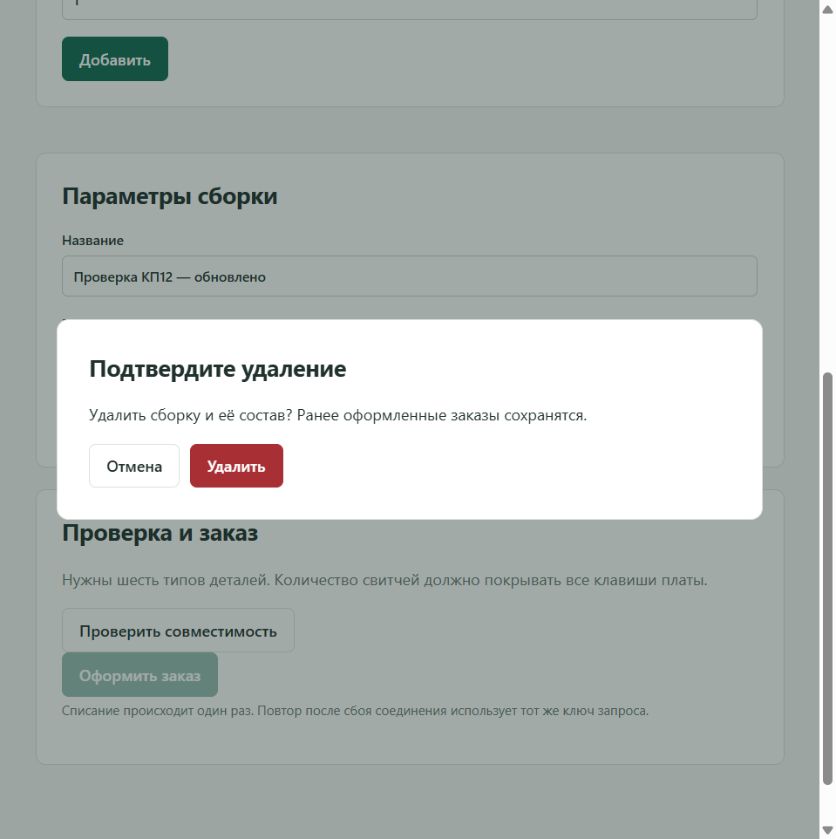 Добавить
Параметры сборки
Название
Проверка КП12 — обновлено
Подтвердите удаление
Удалить сборку и её состав? Ранее оформленные заказы сохранятся.
Отмена
Удалить
Проверка и заказ
Нужны шесть типов деталей. Количество свитчей должно покрывать все клавиши платы.
Проверить совместимость
Оформить заказ
Списание происходит один раз. Повтор после сбоя соединения использует тот же ключ запроса.